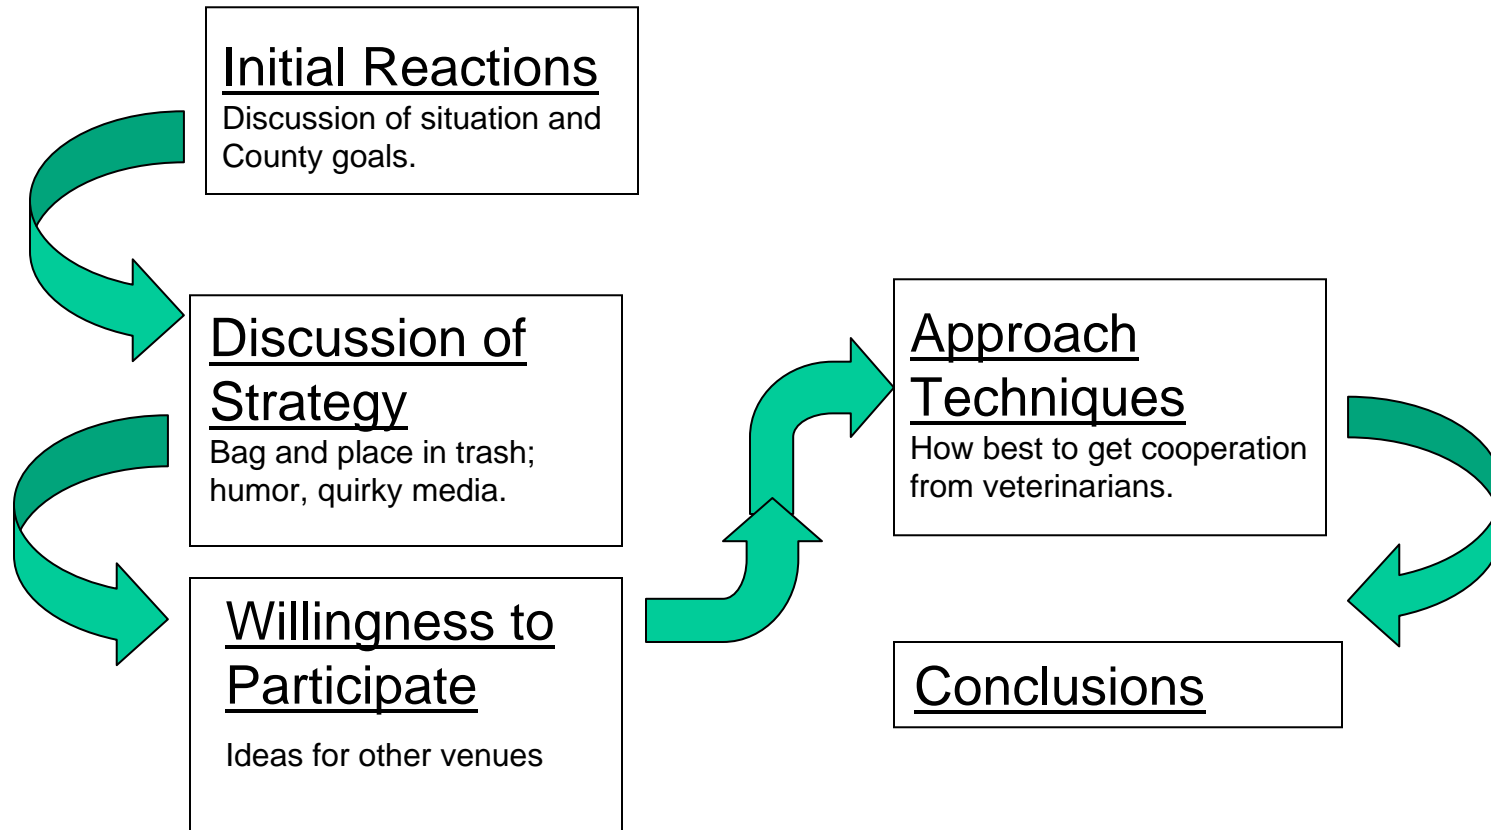 Initial Reactions
Discussion of situation and
County goals.
Discussion of
Strategy
Bag and place in trash;
humor, quirky media.
Willingness to
Participate
Ideas for other venues
Approach
Techniques
How best to get cooperation
from veterinarians.
Conclusions